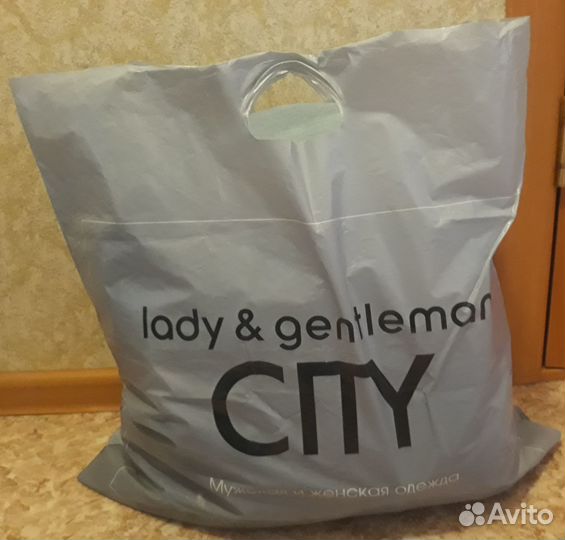 lady & gentleman
CITY
Мужская и женская одежда
Avito